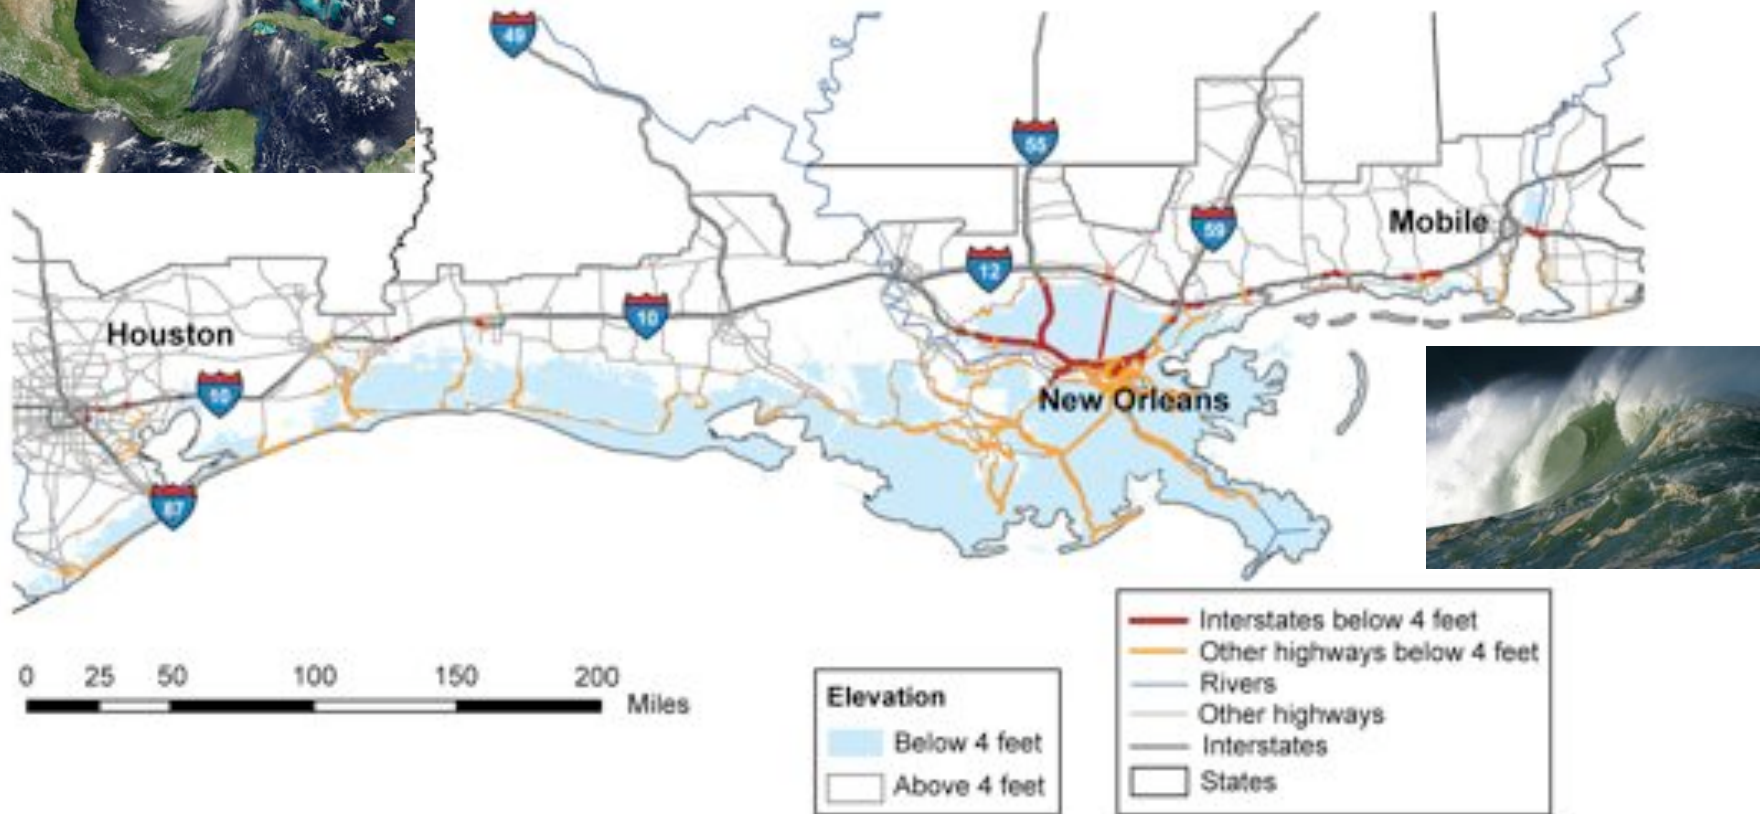 49
55
59
Mobile
12
10
Houston
10
New Orleans
87
0 25 50 100 150 200
Miles
Elevation
Below 4 feet
Above 4 feet
Interstates below 4 feet
Other highways below 4 feet
Rivers
Other highways
Interstates
States